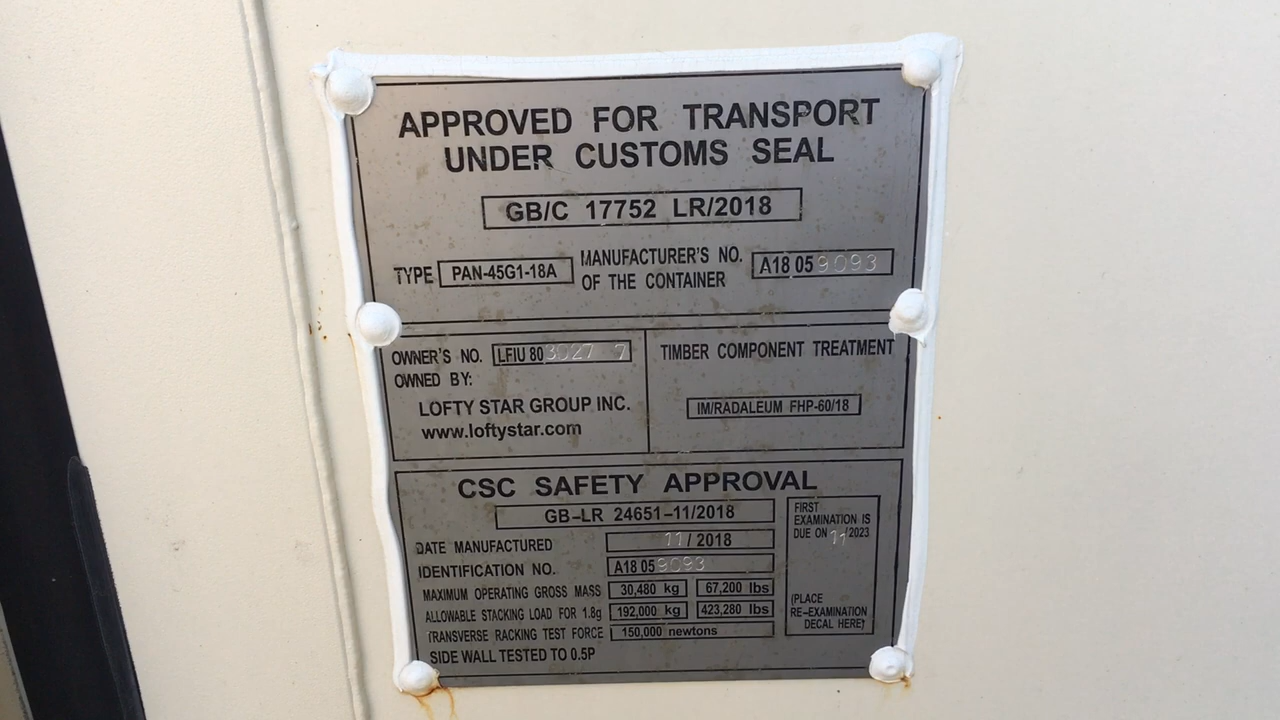 APPROVED FOR TRANSPORT
UNDER CUSTOMS SEAL
GB/C 17752 LR/2018
TYPE PAN-45G1-18A MANUFACTURER'S NO. OF THE CONTAINER A18 05 9093
OWNER'S NO. LFIU 80 3027 7
OWNED BY:
LOFTY STAR GROUP INC.
www.loftystar.com
TIMBER COMPONENT TREATMENT
IM/RADALEUM FHP-60/18
CSC SAFETY APPROVAL
GB-LR 24651-11/2018
DATE MANUFACTURED 11/2018
IDENTIFICATION NO. A18 05 9093
MAXIMUM OPERATING GROSS MASS 30,480 kg 67,200 lbs
ALLOWABLE STACKING LOAD FOR 1.8g 192,000 kg 423,280 lbs
TRANSVERSE RACKING TEST FORCE 150,000 newtons
SIDE WALL TESTED TO 0.5P
FIRST
EXAMINATION IS
DUE ON 11/2023
(PLACE
RE-EXAMINATION
DECAL HERE)